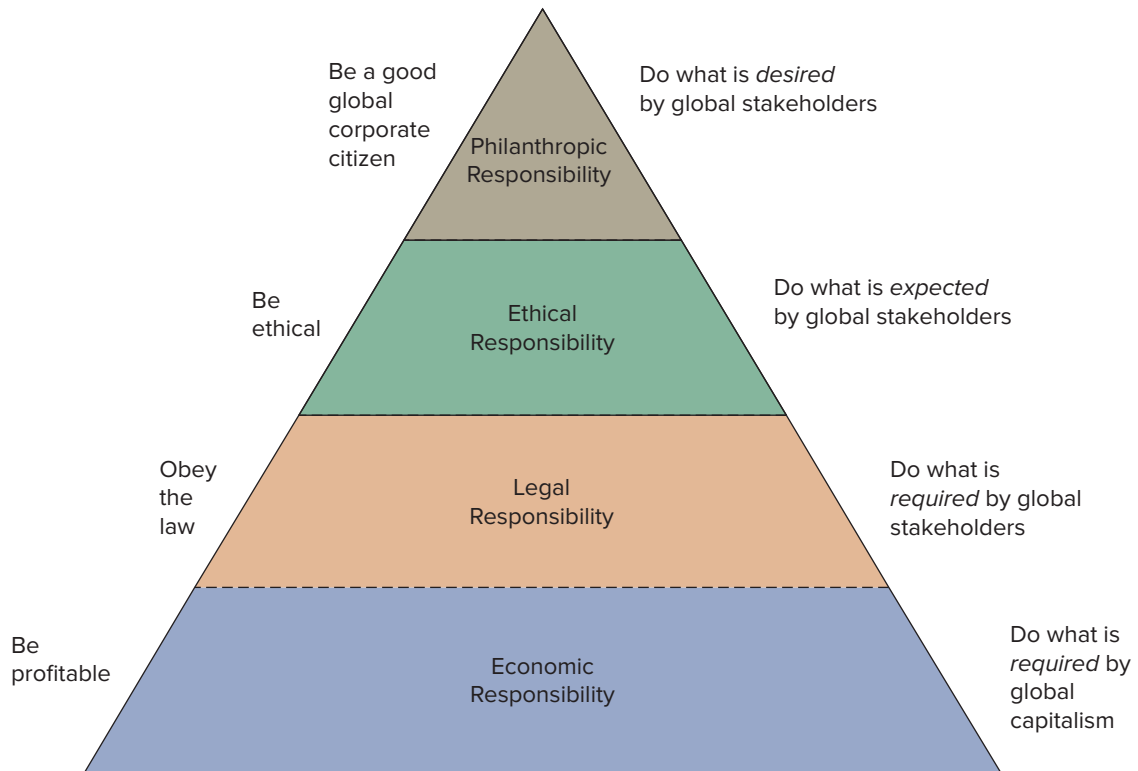 Be a good
global
corporate
citizen
Do what is desired
by global stakeholders
Philanthropic
Responsibility
Be
ethical
Do what is expected
by global stakeholders
Ethical
Responsibility
Obey
the
law
Do what is
required by global
stakeholders
Legal
Responsibility
Be
profitable
Do what is
required by
global
capitalism
Economic
Responsibility